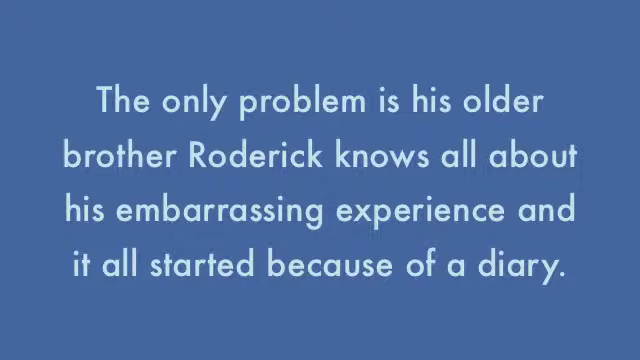 The only problem is his older
brother Roderick knows all about
his embarrassing experience and
it all started because of a diary.